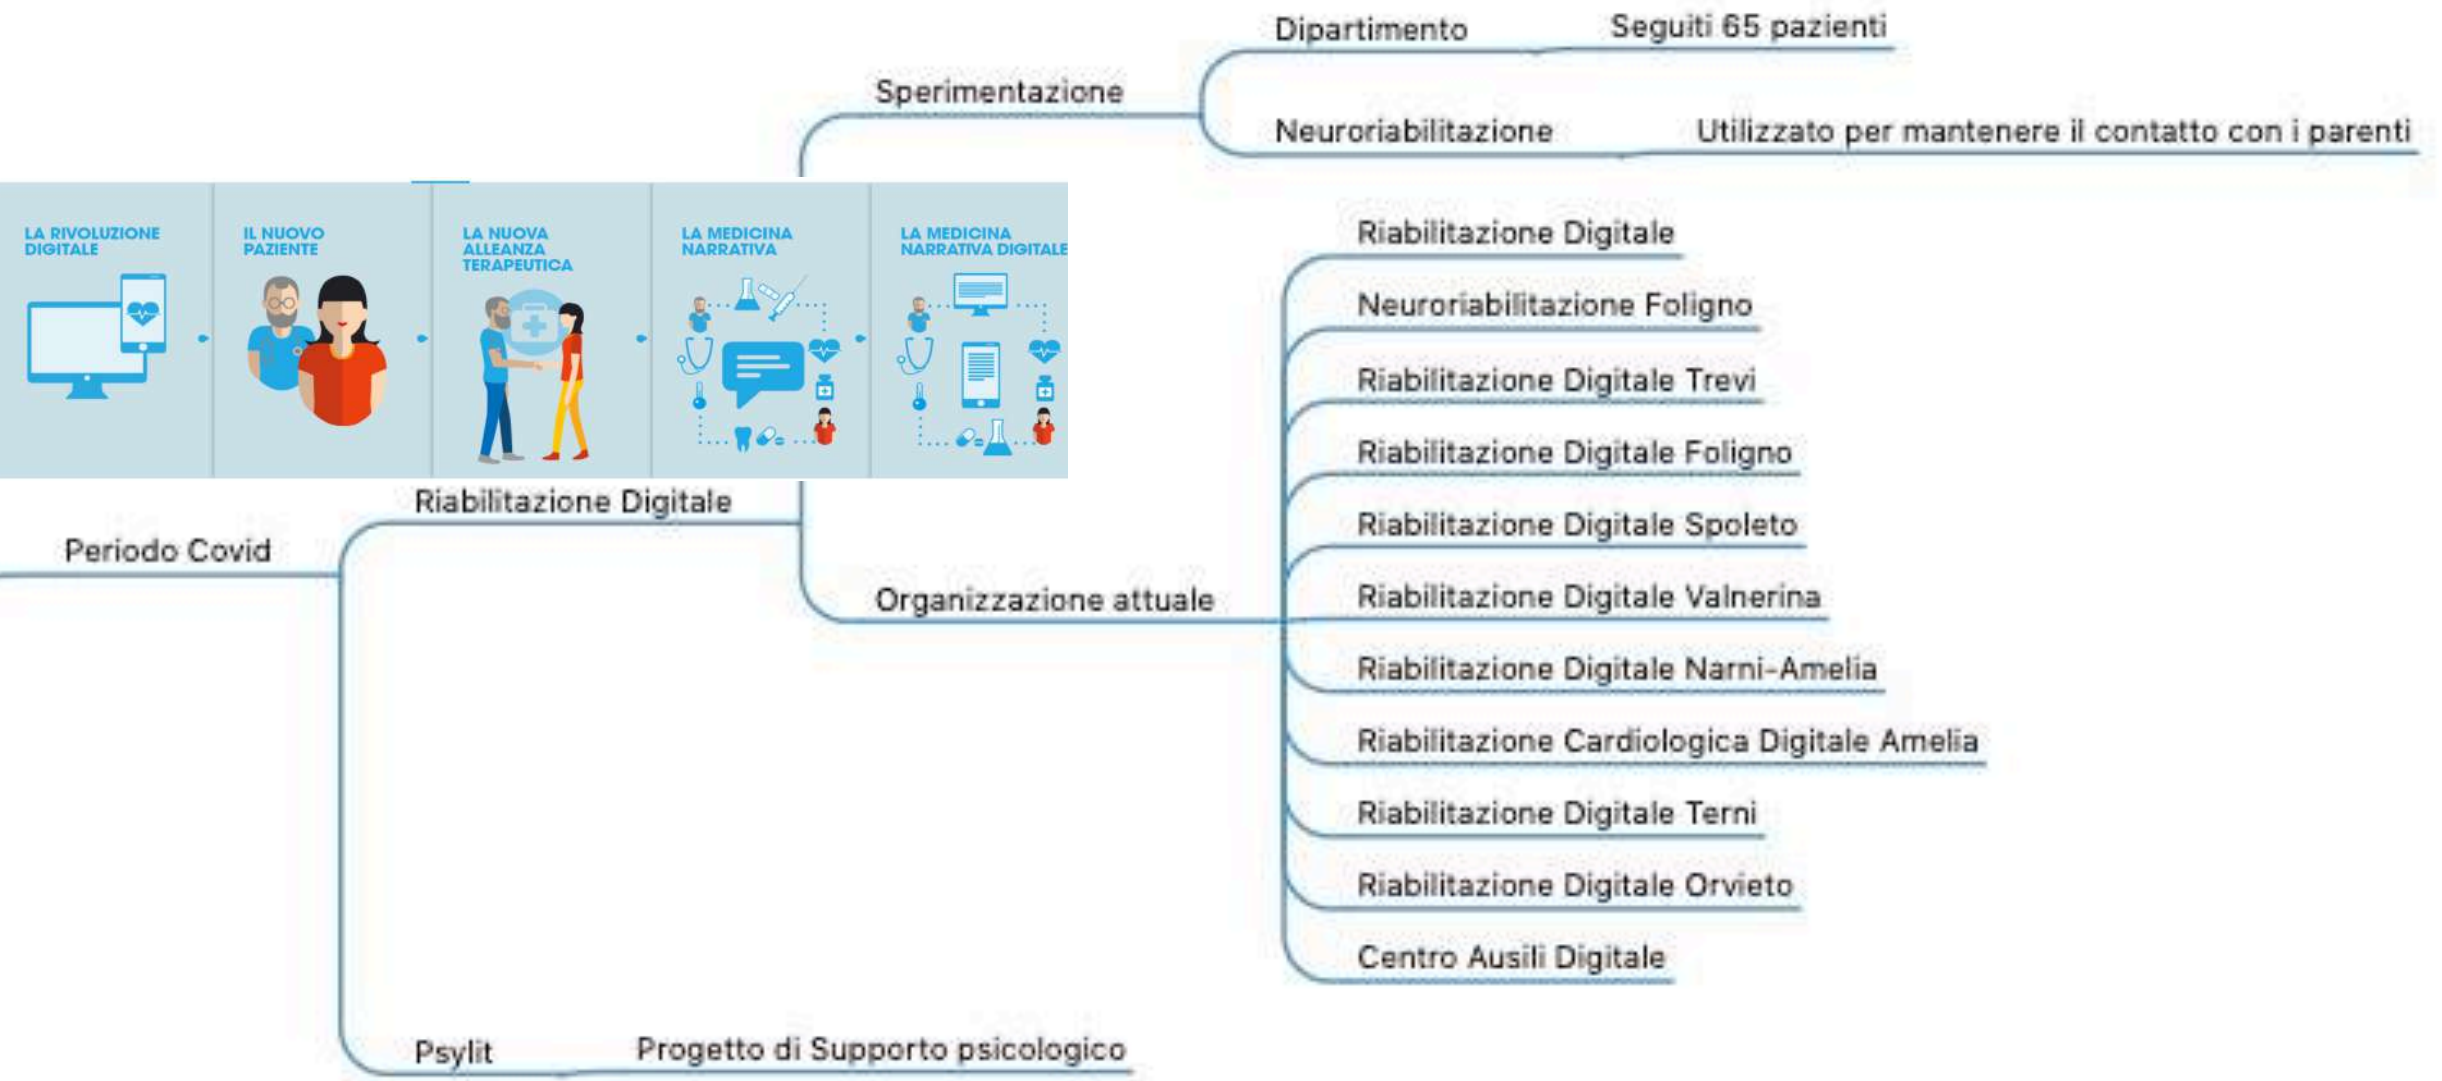 Dipartimento
Seguiti 65 pazienti
Sperimentazione
Neuroriabilitazione
Utilizzato per mantenere il contatto con i parenti
LA RIVOLUZIONE
DIGITALE
IL NUOVO
PAZIENTE
LA NUOVA
ALLEANZA
TERAPEUTICA
LA MEDICINA
NARRATIVA
LA MEDICINA
NARRATIVA DIGITALE
Periodo Covid
Riabilitazione Digitale
Organizzazione attuale
Riabilitazione Digitale
Neuroriabilitazione Foligno
Riabilitazione Digitale Trevi
Riabilitazione Digitale Foligno
Riabilitazione Digitale Spoleto
Riabilitazione Digitale Valnerina
Riabilitazione Digitale Narni-Amelia
Riabilitazione Cardiologica Digitale Amelia
Riabilitazione Digitale Terni
Riabilitazione Digitale Orvieto
Centro Ausili Digitale
Psylit
Progetto di Supporto psicologico